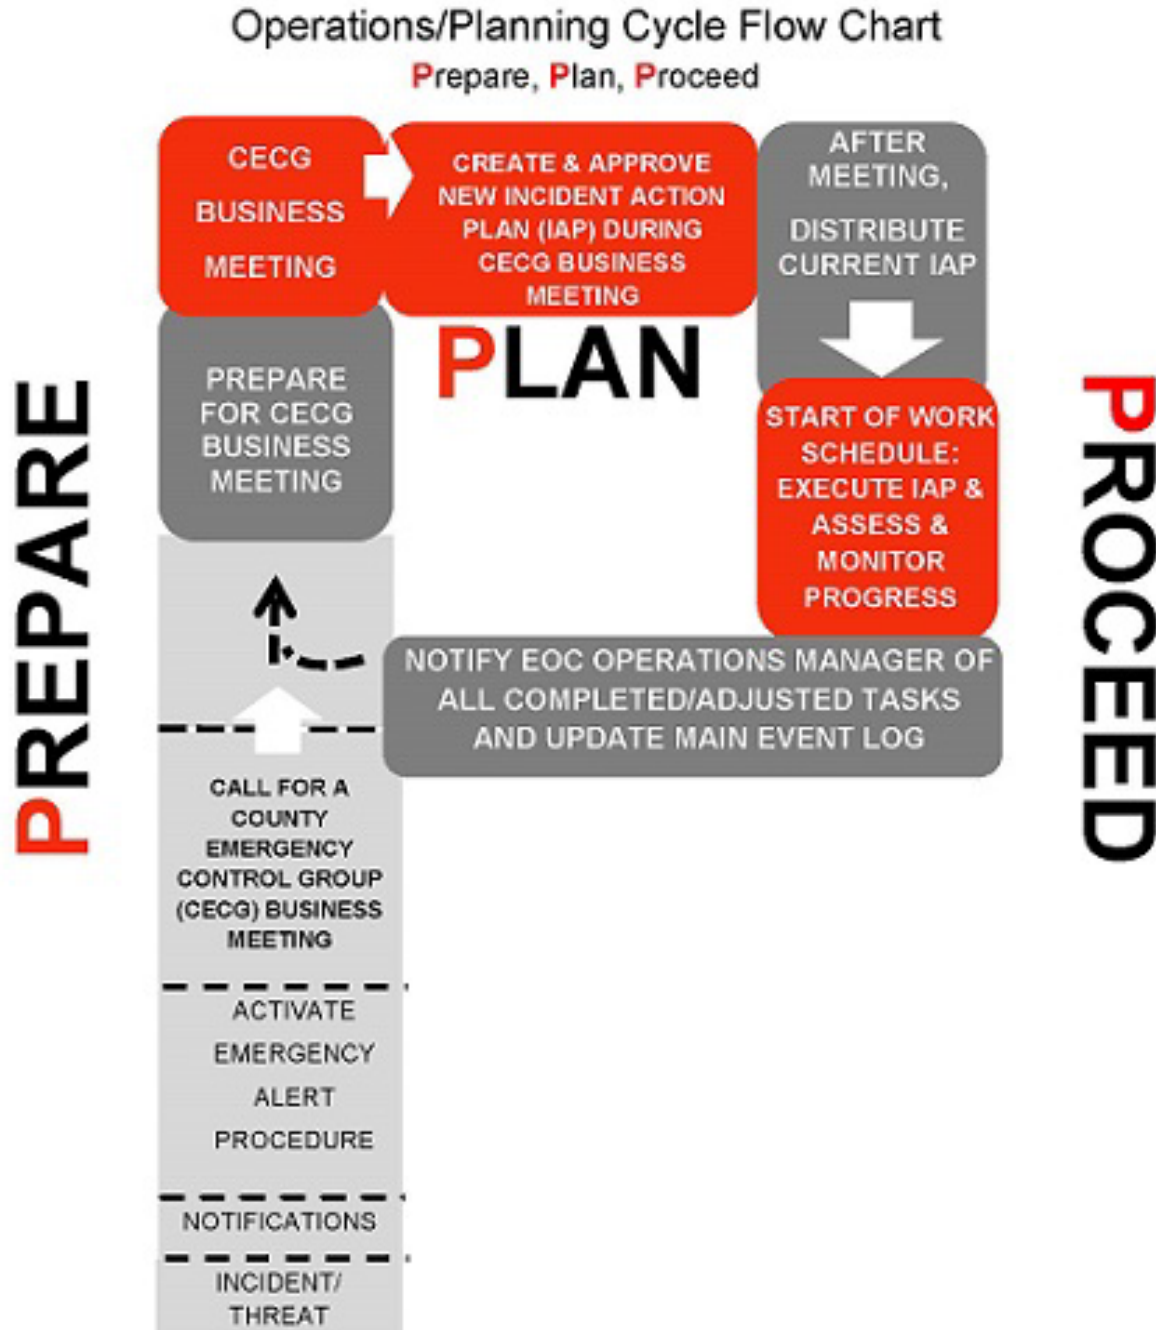 Operations/Planning Cycle Flow Chart
Prepare, Plan, Proceed
CECG
BUSINESS
MEETING
CREATE & APPROVE
NEW INCIDENT ACTION
PLAN (IAP) DURING
CECG BUSINESS
MEETING
AFTER
MEETING,
DISTRIBUTE
CURRENT IAP
PLAN
PREPARE
FOR CECG
BUSINESS
MEETING
START OF WORK
SCHEDULE:
EXECUTE IAP &
ASSESS &
MONITOR
PROGRESS
PREPARE
PROCEED
NOTIFY EOC OPERATIONS MANAGER OF
ALL COMPLETED/ADJUSTED TASKS
AND UPDATE MAIN EVENT LOG
CALL FOR A
COUNTY
EMERGENCY
CONTROL GROUP
(CECG) BUSINESS
MEETING
ACTIVATE
EMERGENCY
ALERT
PROCEDURE
NOTIFICATIONS
INCIDENT/
THREAT